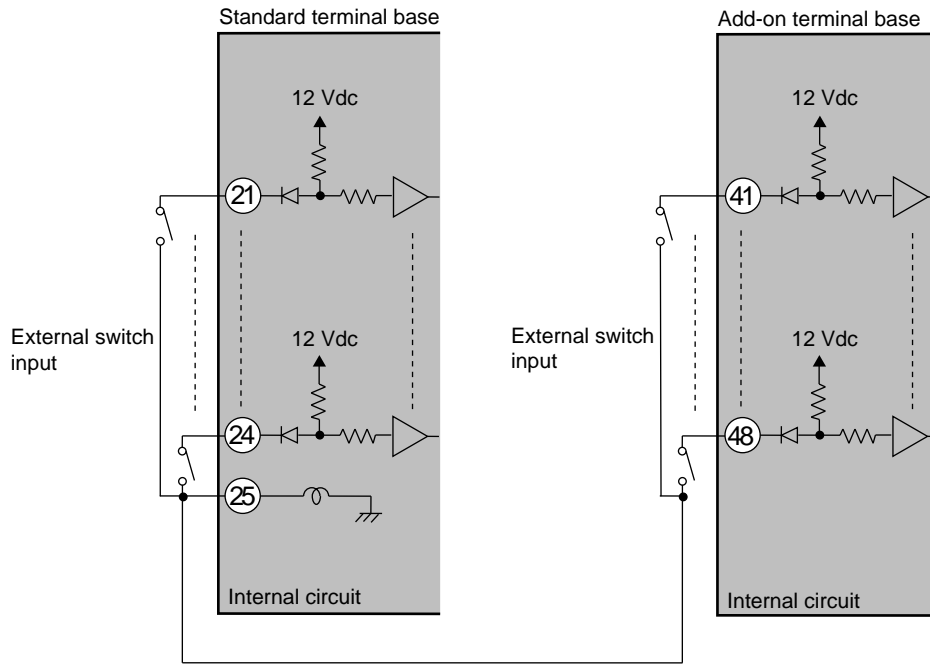 Standard terminal base
Add-on terminal base
12 Vdc
12 Vdc
21
41
External switch
input
External switch
input
12 Vdc
12 Vdc
24
48
25
Internal circuit
Internal circuit